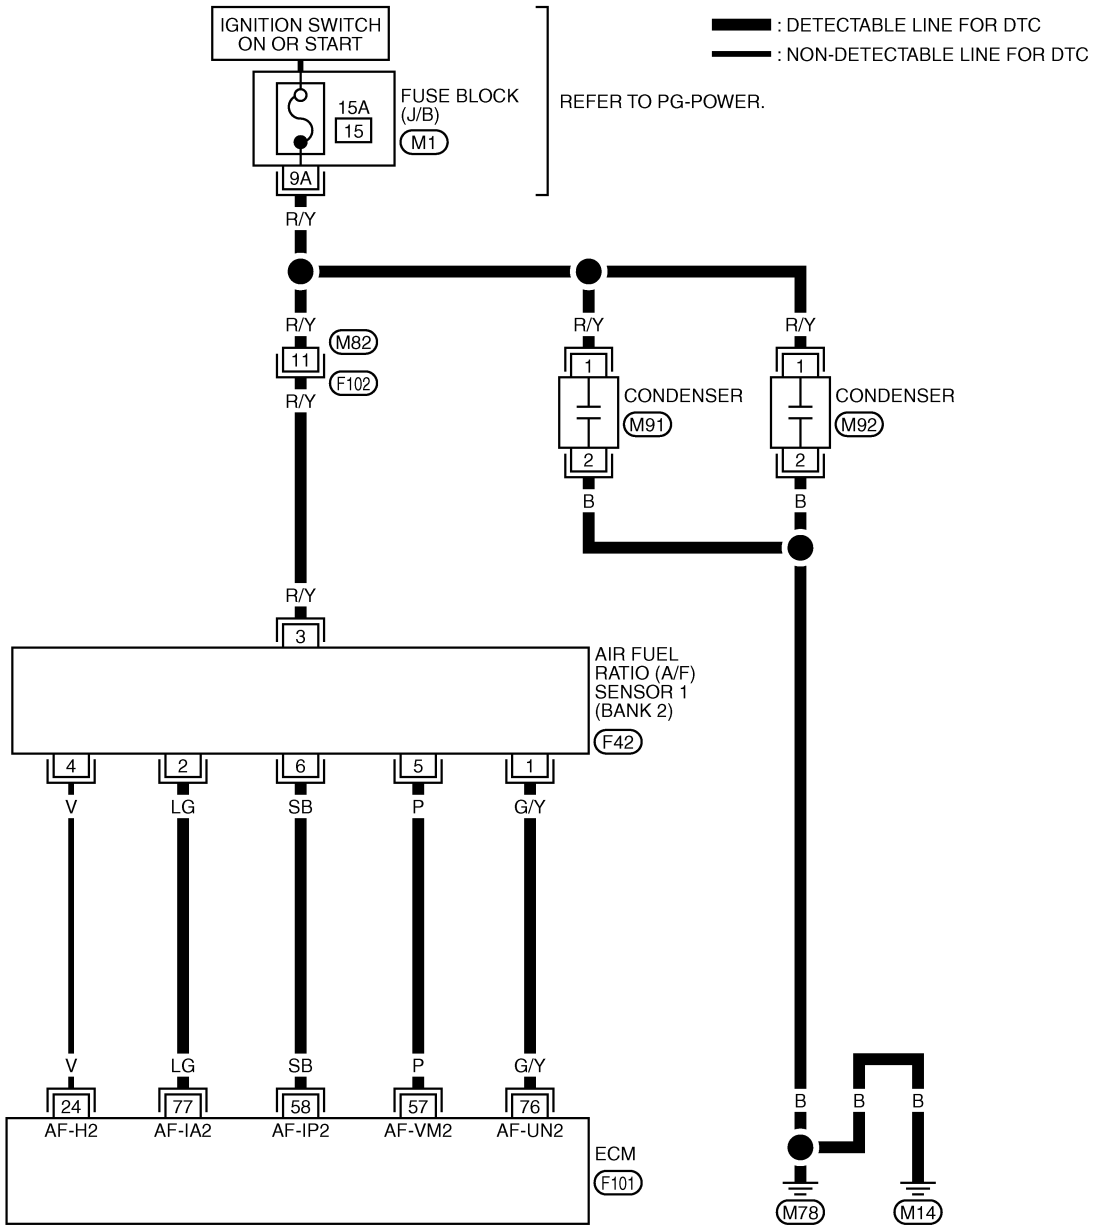 IGNITION SWITCH
ON OR START
: DETECTABLE LINE FOR DTC
: NON-DETECTABLE LINE FOR DTC
15A
15
FUSE BLOCK
(J/B)
M1
REFER TO PG-POWER.
9A
R/Y
R/Y
R/Y
R/Y
11
M82
F102
R/Y
1
1
CONDENSER
M91
CONDENSER
M92
2
2
B
B
R/Y
3
AIR FUEL
RATIO (A/F)
SENSOR 1
(BANK 2)
F42
4
2
6
5
1
V
LG
SB
P
G/Y
V
LG
SB
P
G/Y
24
77
58
57
76
B
B
B
AF-H2
AF-IA2
AF-IP2
AF-VM2
AF-UN2
ECM
F101
M78
M14